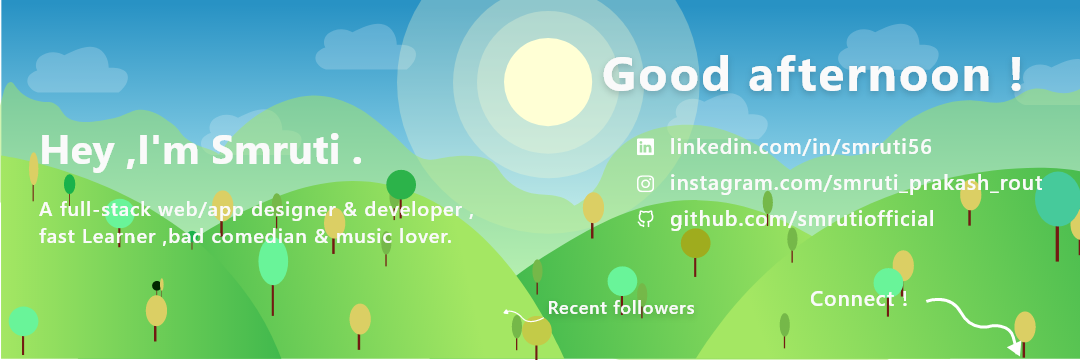 Good afternoon !
Hey ,I'm Smruti .
A full-stack web/app designer & developer ,
fast Learner ,bad comedian & music lover.
linkedin.com/in/smruti56
instagram.com/smruti_prakash_rout
github.com/smrutiofficial
Recent followers
Connect !